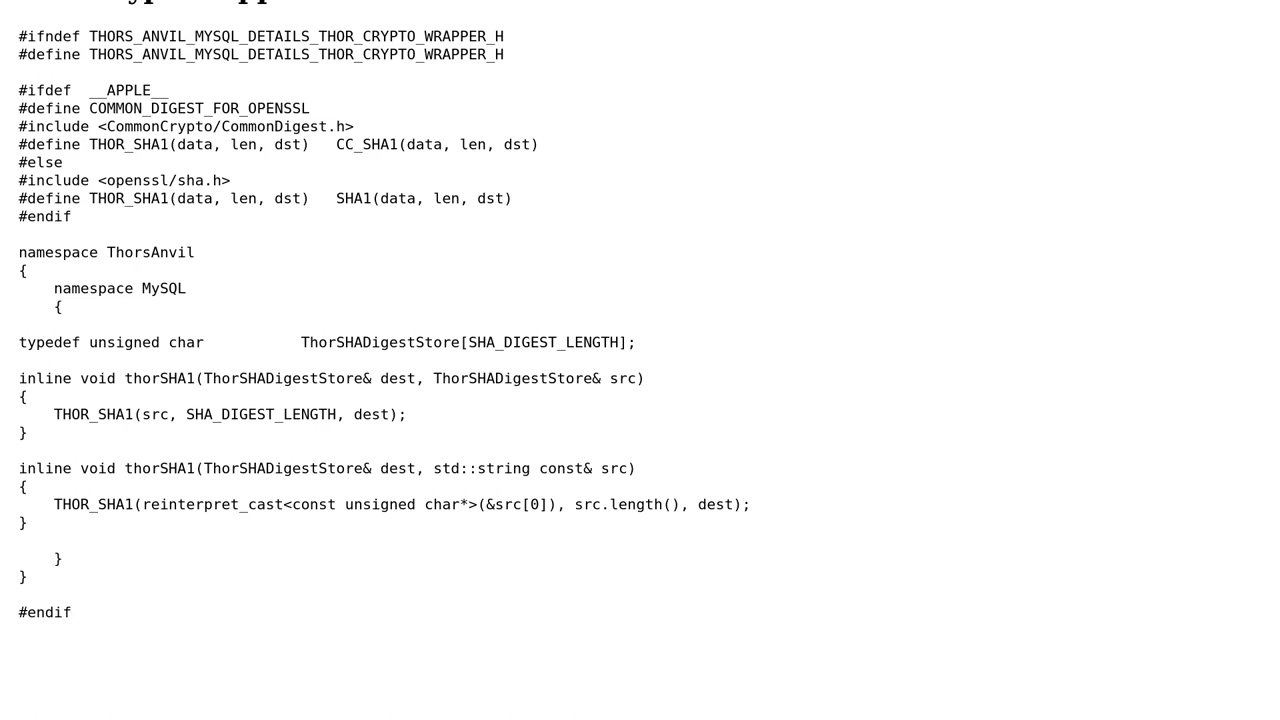 #ifndef THORS_ANVIL_MYSQL_DETAILS_THOR_CRYPTO_WRAPPER_H
#define THORS_ANVIL_MYSQL_DETAILS_THOR_CRYPTO_WRAPPER_H

#ifdef  __APPLE__
#define COMMON_DIGEST_FOR_OPENSSL
#include <CommonCrypto/CommonDigest.h>
#define THOR_SHA1(data, len, dst)   CC_SHA1(data, len, dst)
#else
#include <openssl/sha.h>
#define THOR_SHA1(data, len, dst)   SHA1(data, len, dst)
#endif

namespace ThorsAnvil
{
    namespace MySQL
    {

typedef unsigned char           ThorSHADigestStore[SHA_DIGEST_LENGTH];

inline void thorSHA1(ThorSHADigestStore& dest, ThorSHADigestStore& src)
{
    THOR_SHA1(src, SHA_DIGEST_LENGTH, dest);
}

inline void thorSHA1(ThorSHADigestStore& dest, std::string const& src)
{
    THOR_SHA1(reinterpret_cast<const unsigned char*>(&src[0]), src.length(), dest);
}

    }
}

#endif